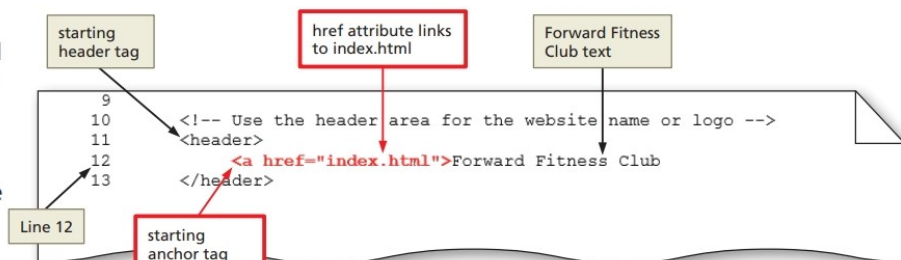 starting
header tag
href attribute links
to index.html
Forward Fitness
Club text
9
10 <!-- Use the header area for the website name or logo -->
11 <header>
12 <a href="index.html">Forward Fitness Club
13 </header>
Line 12
starting
anchor tag